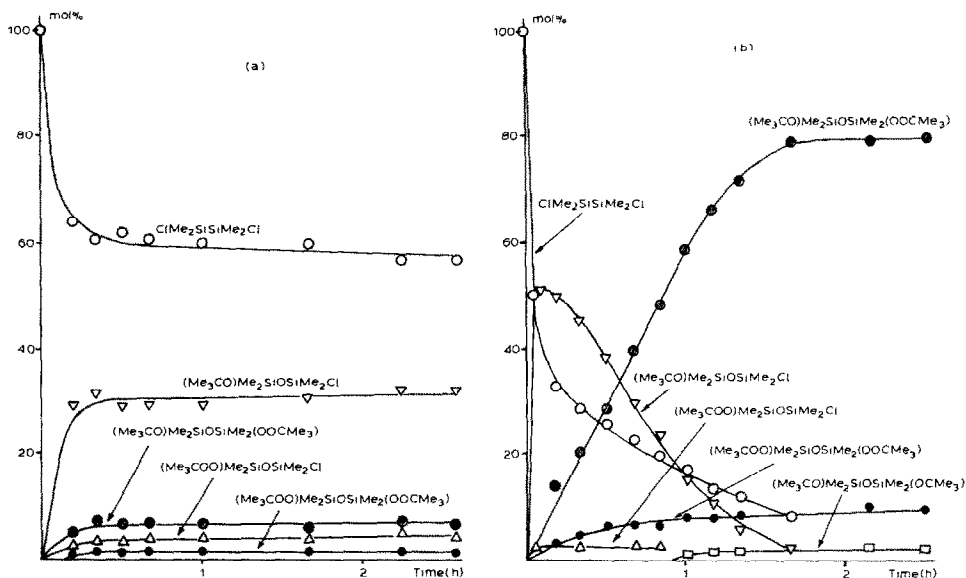 mol%
100
(a)
80
ClMe₂SiSiMe₂Cl
60
40
(Me₃CO)Me₂SiOSiMe₂Cl
(Me₃CO)Me₂SiOSiMe₂(OOCMe₃)
(Me₃COO)Me₂SiOSiMe₂Cl
20
(Me₃COO)Me₂SiOSiMe₂(OOCMe₃)
1
2
Time(h)
mol%
100
(b)
(Me₃CO)Me₂SiOSiMe₂(OOCMe₃)
80
ClMe₂SiSiMe₂Cl
60
40
(Me₃CO)Me₂SiOSiMe₂Cl
(Me₃COO)Me₂SiOSiMe₂Cl
(Me₃COO)Me₂SiOSiMe₂(OOCMe₃)
20
(Me₃CO)Me₂SiOSiMe₂(OCMe₃)
1
2
Time(h)